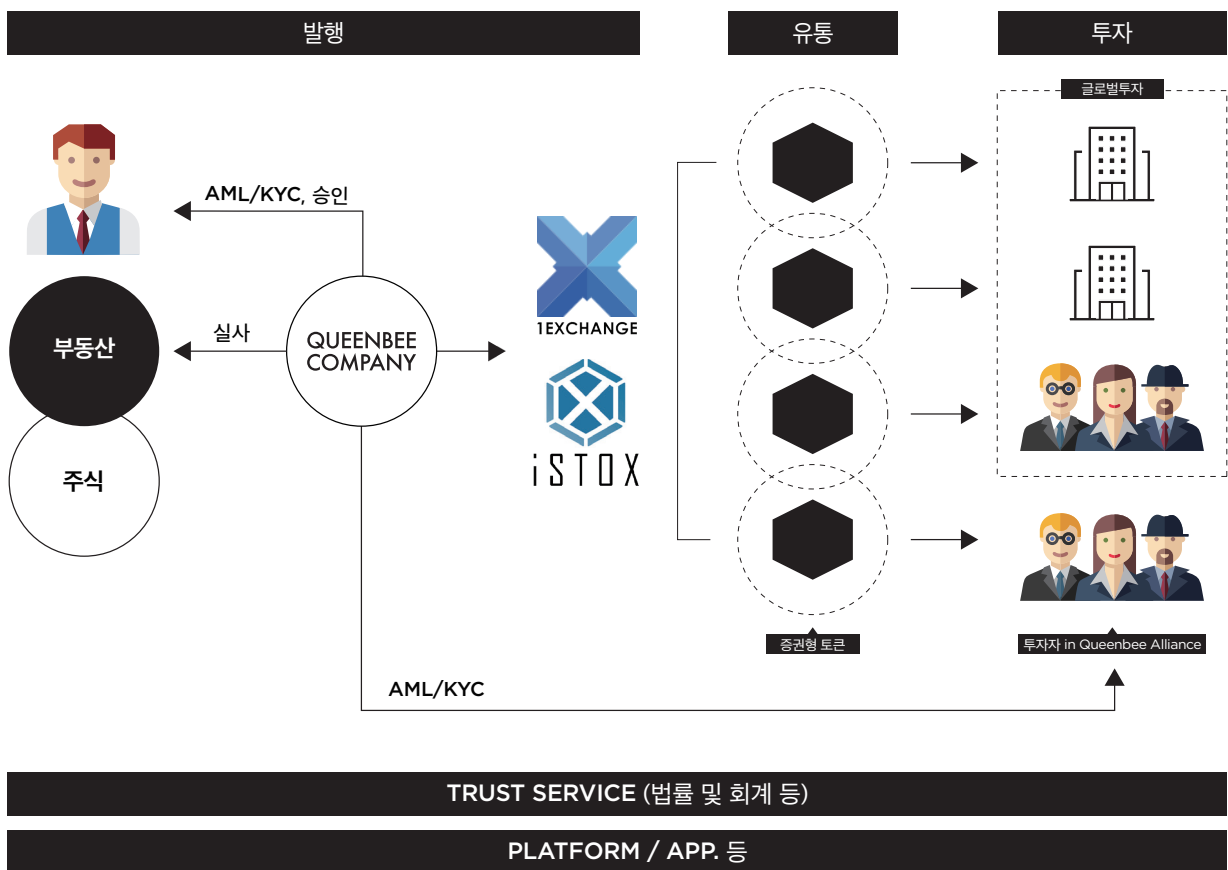 발행
유통
투자
글로벌투자
AML/KYC, 승인
부동산
실사
QUEENBEE
COMPANY
1EXCHANGE
iSTOX
주식
증권형 토큰
투자자 in Queenbee Alliance
AML/KYC
TRUST SERVICE (법률 및 회계 등)
PLATFORM / APP. 등